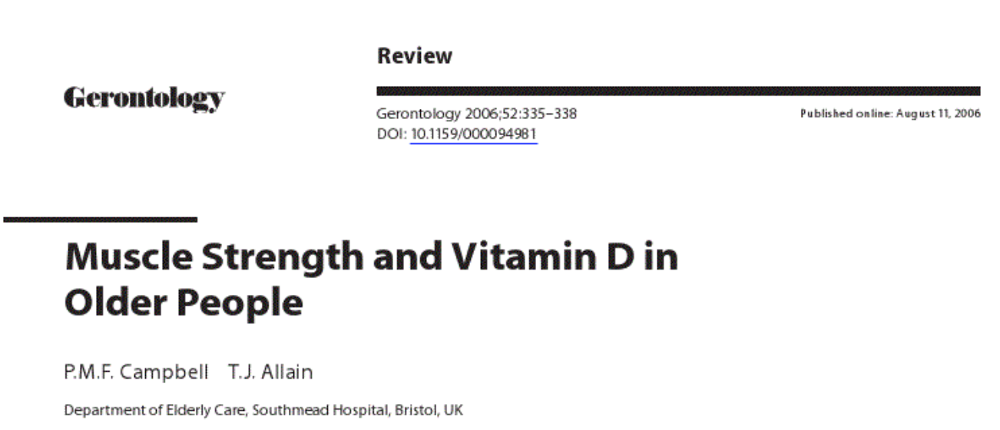 Review
Gerontology
Gerontology 2006;52:335–338
Published online: August 11, 2006
DOI: 10.1159/000094981
Muscle Strength and Vitamin D in
Older People
P.M.F. Campbell T.J. Allain
Department of Elderly Care, Southmead Hospital, Bristol, UK